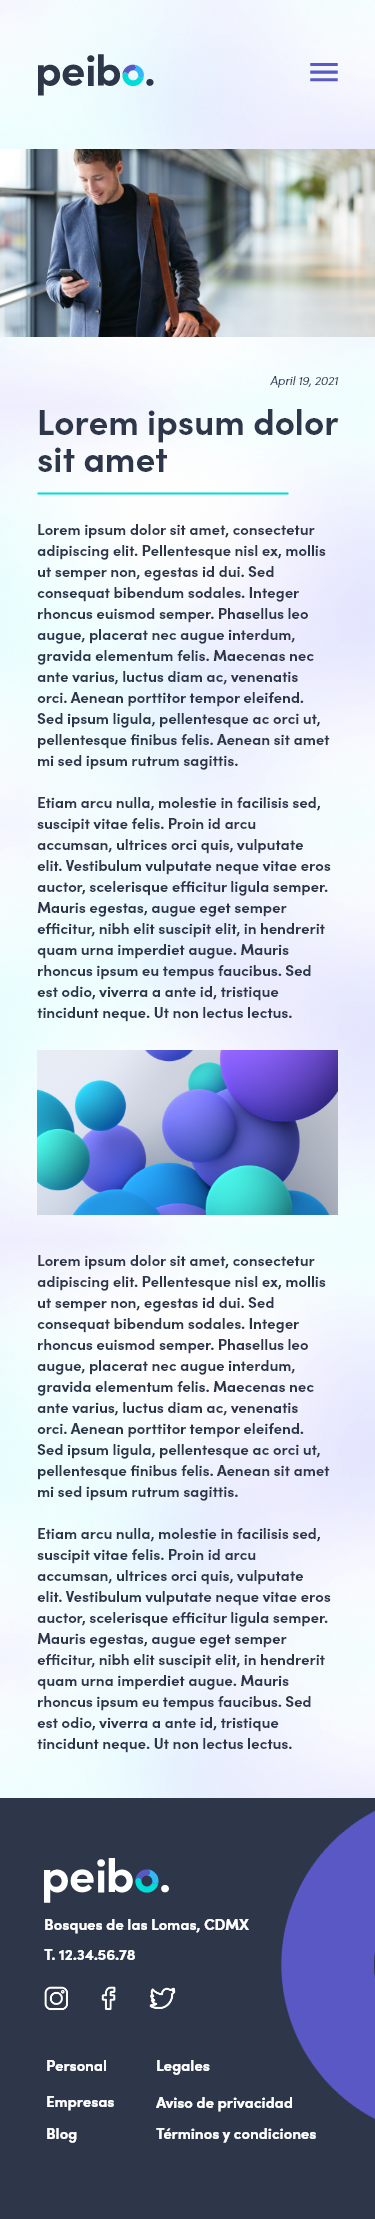 peibo.
April 19, 2021
Lorem ipsum dolor
sit amet
Lorem ipsum dolor sit amet, consectetur
adipiscing elit. Pellentesque nisl ex, mollis
ut semper non, egestas id dui. Sed
consequat bibendum sodales. Integer
rhoncus euismod semper. Phasellus leo
augue, placerat nec augue interdum,
gravida elementum felis. Maecenas nec
ante varius, luctus diam ac, venenatis
orci. Aenean porttitor tempor eleifend.
Sed ipsum ligula, pellentesque ac orci ut,
pellentesque finibus felis. Aenean sit amet
mi sed ipsum rutrum sagittis.
Etiam arcu nulla, molestie in facilisis sed,
suscipit vitae felis. Proin id arcu
accumsan, ultrices orci quis, vulputate
elit. Vestibulum vulputate neque vitae eros
auctor, scelerisque efficitur ligula semper.
Mauris egestas, augue eget semper
efficitur, nibh elit suscipit elit, in hendrerit
quam urna imperdiet augue. Mauris
rhoncus ipsum eu tempus faucibus. Sed
est odio, viverra a ante id, tristique
tincidunt neque. Ut non lectus lectus.
Lorem ipsum dolor sit amet, consectetur
adipiscing elit. Pellentesque nisl ex, mollis
ut semper non, egestas id dui. Sed
consequat bibendum sodales. Integer
rhoncus euismod semper. Phasellus leo
augue, placerat nec augue interdum,
gravida elementum felis. Maecenas nec
ante varius, luctus diam ac, venenatis
orci. Aenean porttitor tempor eleifend.
Sed ipsum ligula, pellentesque ac orci ut,
pellentesque finibus felis. Aenean sit amet
mi sed ipsum rutrum sagittis.
Etiam arcu nulla, molestie in facilisis sed,
suscipit vitae felis. Proin id arcu
accumsan, ultrices orci quis, vulputate
elit. Vestibulum vulputate neque vitae eros
auctor, scelerisque efficitur ligula semper.
Mauris egestas, augue eget semper
efficitur, nibh elit suscipit elit, in hendrerit
quam urna imperdiet augue. Mauris
rhoncus ipsum eu tempus faucibus. Sed
est odio, viverra a ante id, tristique
tincidunt neque. Ut non lectus lectus.
peibo.
Bosques de las Lomas, CDMX
T. 12.34.56.78
Personal
Empresas
Blog
Legales
Aviso de privacidad
Términos y condiciones